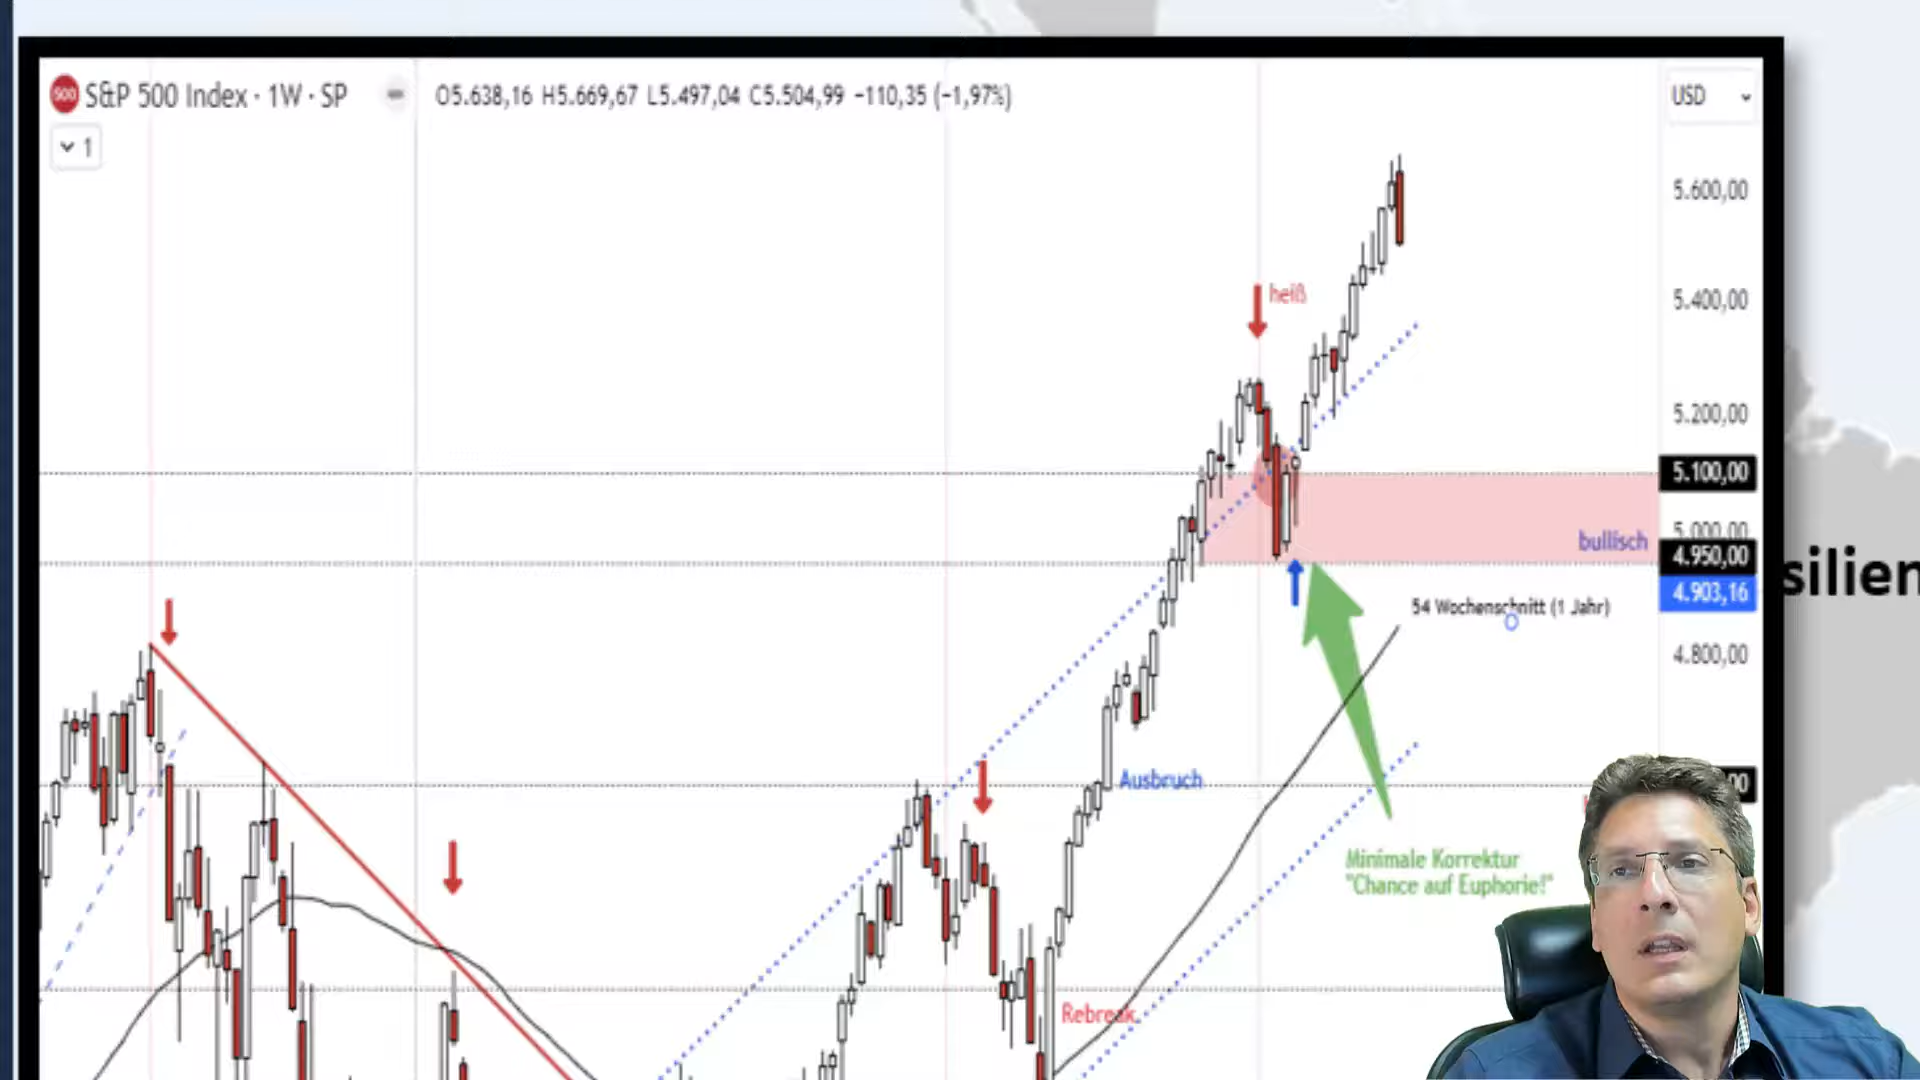 500 S&P 500 Index · 1W · SP O5.638,16 H5.669,67 L5.497,04 C5.504,99 −110,35 (−1,97%)
USD
1
5.600,00
heiß
5.400,00
5.200,00
5.100,00
5.000,00
bullisch
4.950,00
4.903,16
silien
54 Wochenschnitt (1 Jahr)
4.800,00
Ausbruch
Minimale Korrektur
"Chance auf Euphorie!"
Rebreak